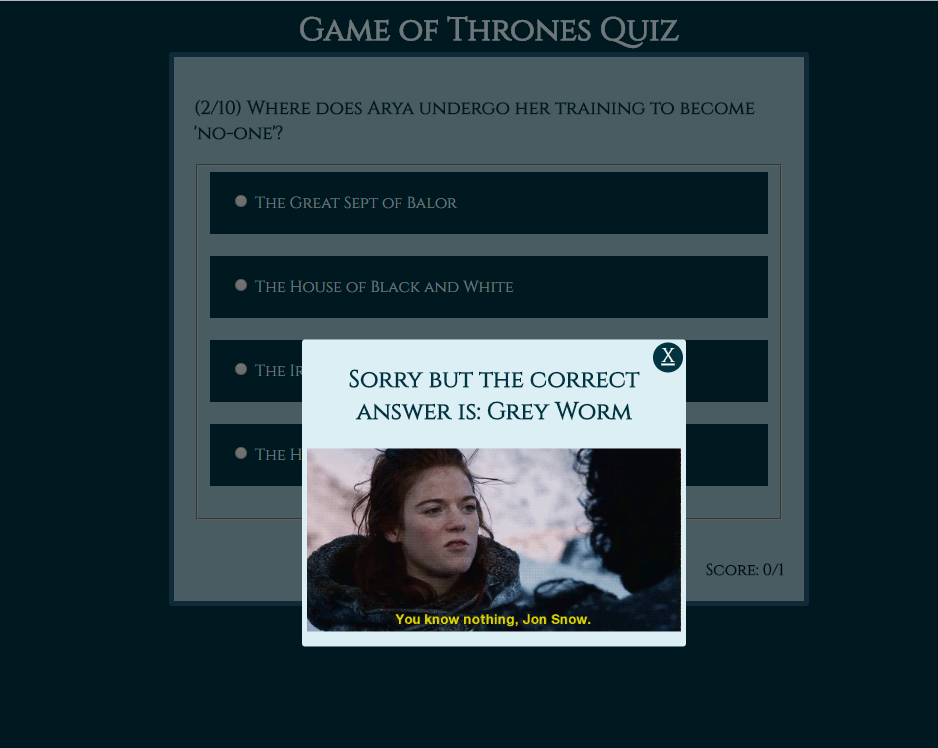 Game of Thrones Quiz
(2/10) Where does Arya undergo her training to become
'no-one'?
The Great Sept of Balor
The House of Black and White
The Ir
The H
X
Sorry but the correct
answer is: Grey Worm
You know nothing, Jon Snow.
Score: 0/1